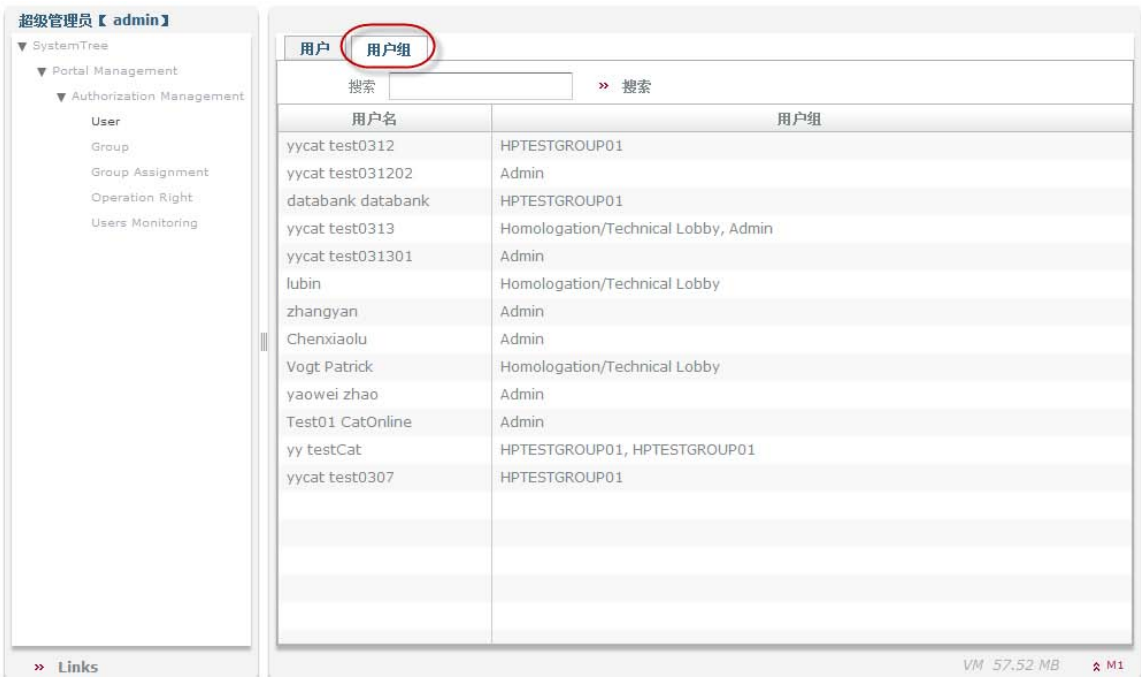 超级管理员【 admin】
SystemTree
Portal Management
Authorization Management
User
Group
Group Assignment
Operation Right
Users Monitoring
» Links
用户 用户组
搜索 » 搜索
用户名 用户组
yycat test0312 HPTESTGROUP01
yycat test031202 Admin
databank databank HPTESTGROUP01
yycat test0313 Homologation/Technical Lobby, Admin
yycat test031301 Admin
lubin Homologation/Technical Lobby
zhangyan Admin
Chenxiaolu Admin
Vogt Patrick Homologation/Technical Lobby
yaowei zhao Admin
Test01 CatOnline Admin
yy testCat HPTESTGROUP01, HPTESTGROUP01
yycat test0307 HPTESTGROUP01
VM 57.52 MB M1